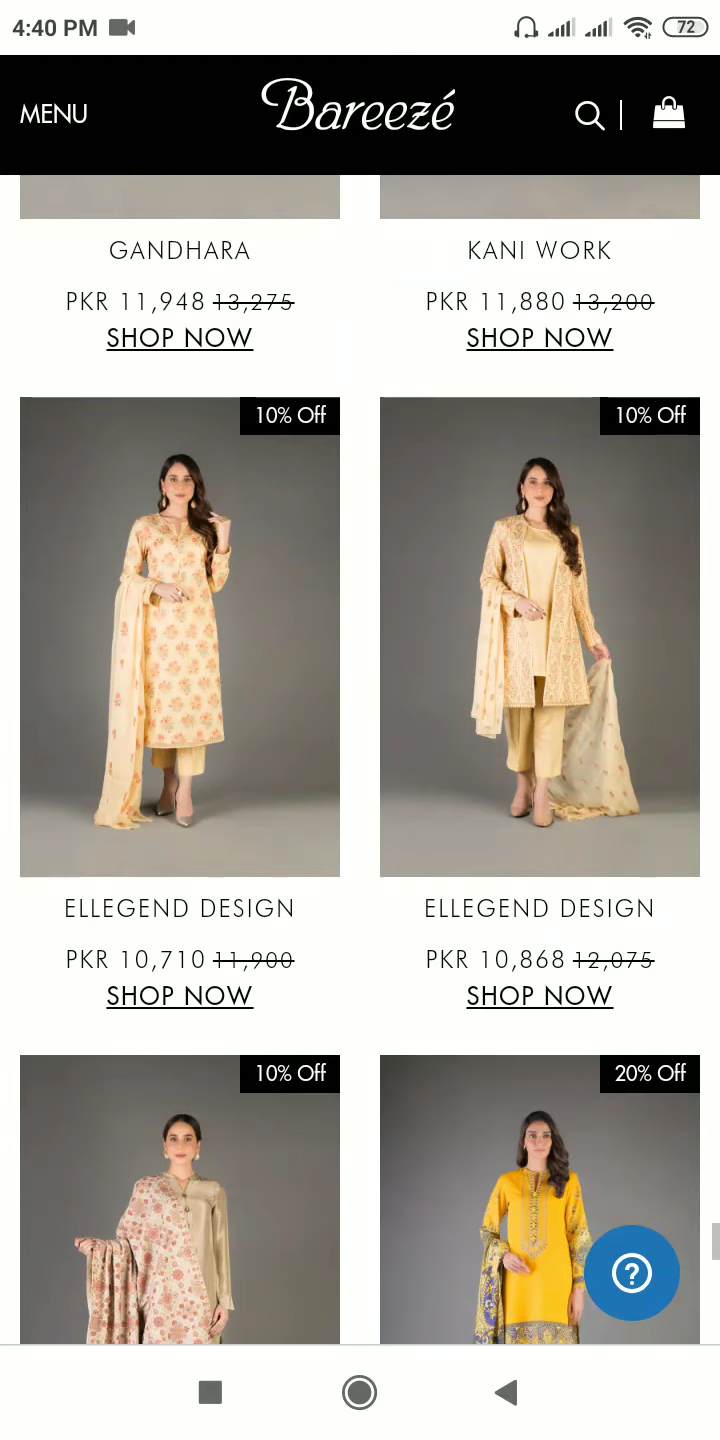 4:40 PM
72
MENU
Bareezé
GANDHARA
KANI WORK
PKR 11,948 13,275
PKR 11,880 13,200
SHOP NOW
SHOP NOW
10% Off
10% Off
ELLEGEND DESIGN
ELLEGEND DESIGN
PKR 10,710 11,900
PKR 10,868 12,075
SHOP NOW
SHOP NOW
10% Off
20% Off